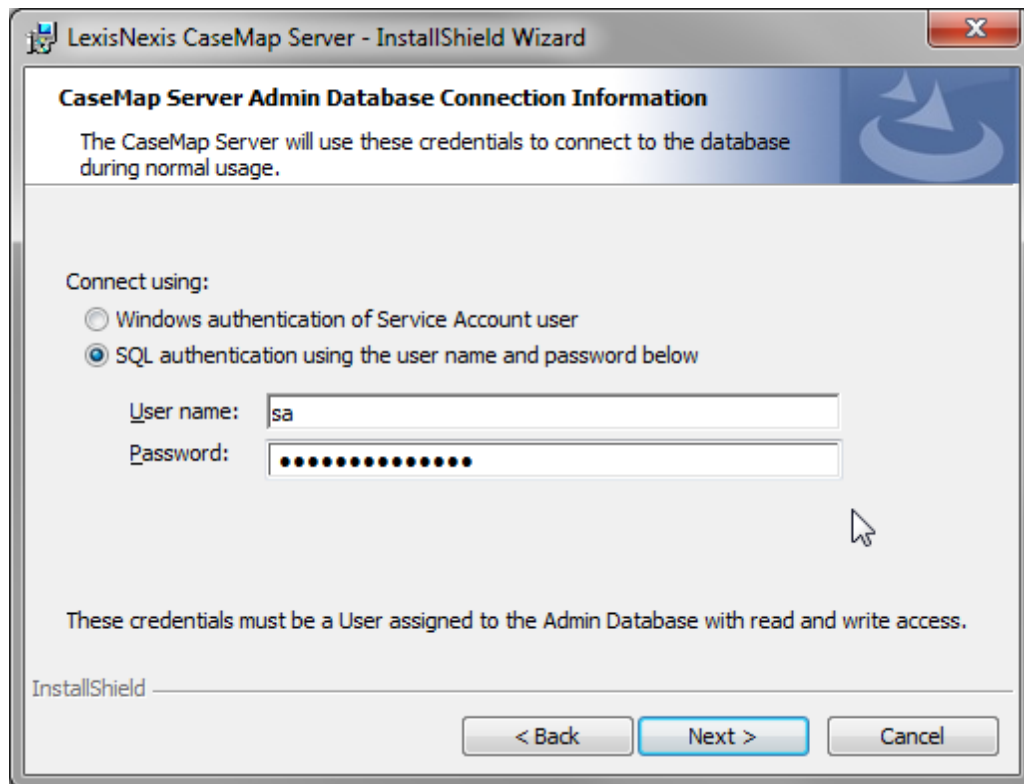 LexisNexis CaseMap Server - InstallShield Wizard
CaseMap Server Admin Database Connection Information
The CaseMap Server will use these credentials to connect to the database
during normal usage.
Connect using:
Windows authentication of Service Account user
SQL authentication using the user name and password below
User name: sa
Password: ●●●●●●●●●●●●●●
These credentials must be a User assigned to the Admin Database with read and write access.
InstallShield
< Back Next > Cancel